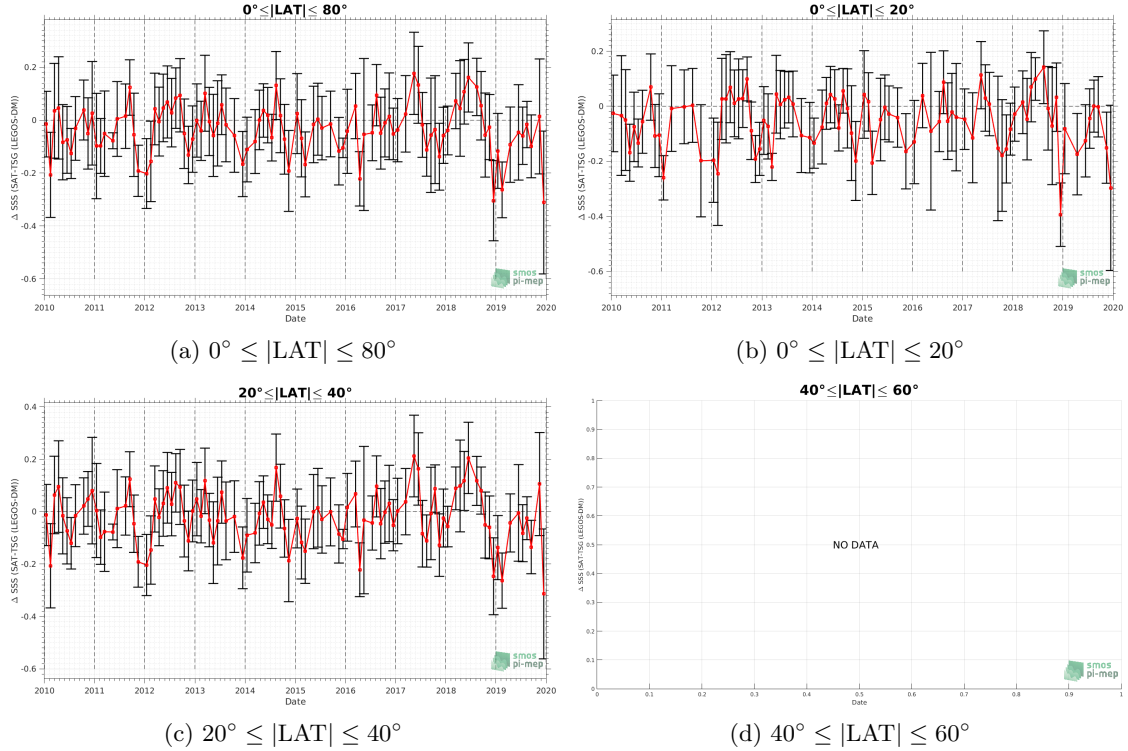 0°≤|LAT|≤ 80°
Δ SSS (SAT-TSG (LEGOS-DMI))
0.2
0
-0.2
-0.4
-0.6
2010 2011 2012 2013 2014 2015 2016 2017 2018 2019 2020
Date
smos
pi-mep
(a) 0° ≤ |LAT| ≤ 80°
0°≤|LAT|≤ 20°
Δ SSS (SAT-TSG (LEGOS-DMI))
0.2
0
-0.2
-0.4
-0.6
2010 2011 2012 2013 2014 2015 2016 2017 2018 2019 2020
Date
smos
pi-mep
(b) 0° ≤ |LAT| ≤ 20°
20°≤|LAT|≤ 40°
Δ SSS (SAT-TSG (LEGOS-DMI))
0.4
0.2
0
-0.2
-0.4
-0.6
2010 2011 2012 2013 2014 2015 2016 2017 2018 2019 2020
Date
smos
pi-mep
(c) 20° ≤ |LAT| ≤ 40°
40°≤|LAT|≤ 60°
Δ SSS (SAT-TSG (LEGOS-DMI))
1
0.9
0.8
0.7
0.6
0.5
0.4
0.3
0.2
0.1
0
NO DATA
0 0.1 0.2 0.3 0.4 0.5 0.6 0.7 0.8 0.9 1
Date
smos
pi-mep
(d) 40° ≤ |LAT| ≤ 60°